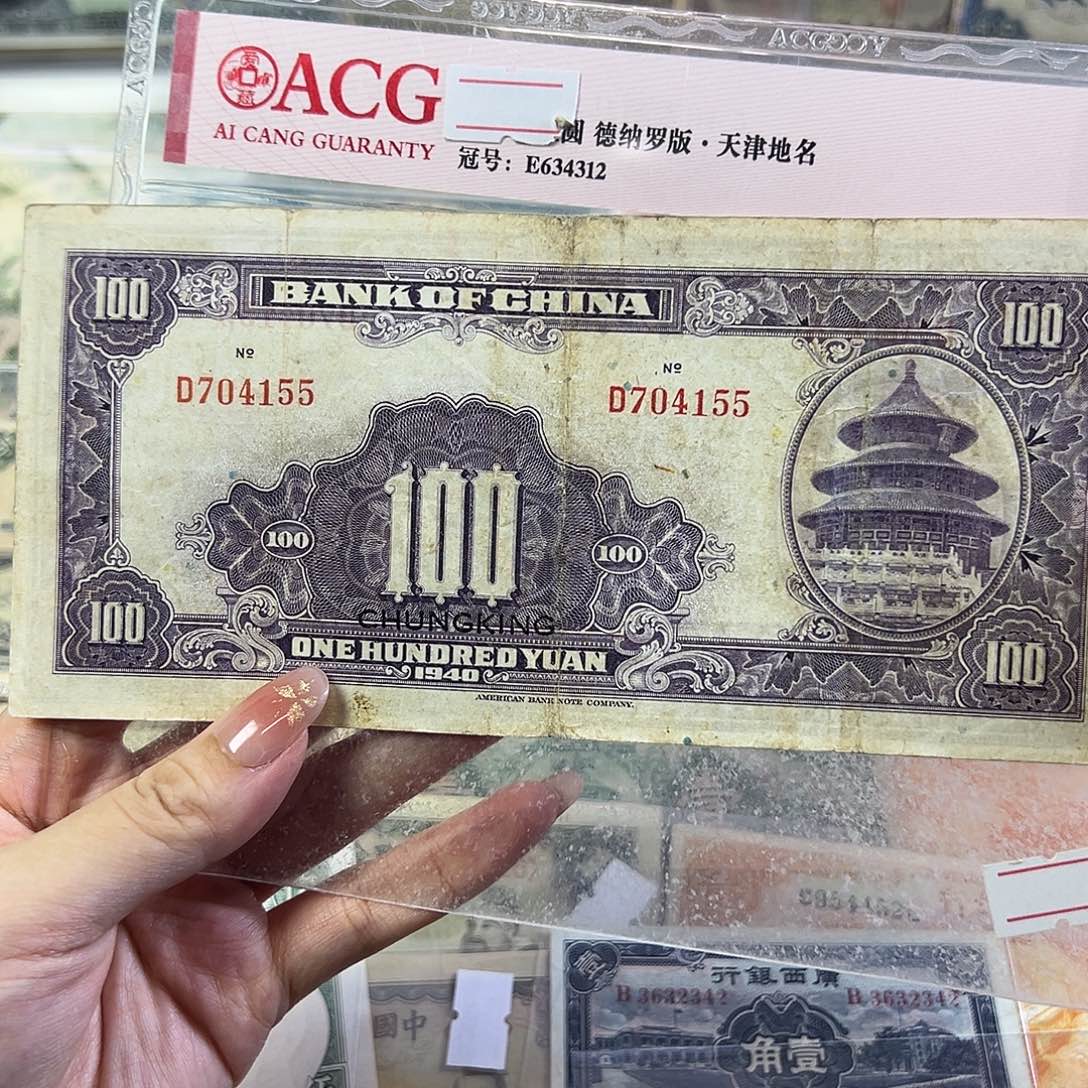 ACGCCY
ACG
AI CANG GUARANTY
圆 德纳罗版·天津地名
冠号：E634312
100
BANK OF CHINA
100
Nº
Nº
D704155
D704155
100
100
100
CHUNGKING
100
ONE HUNDRED YUAN
100
1940
AMERICAN BANK NOTE COMPANY.
行銀西廣
B 3632342
B 3632342
國中
角壹